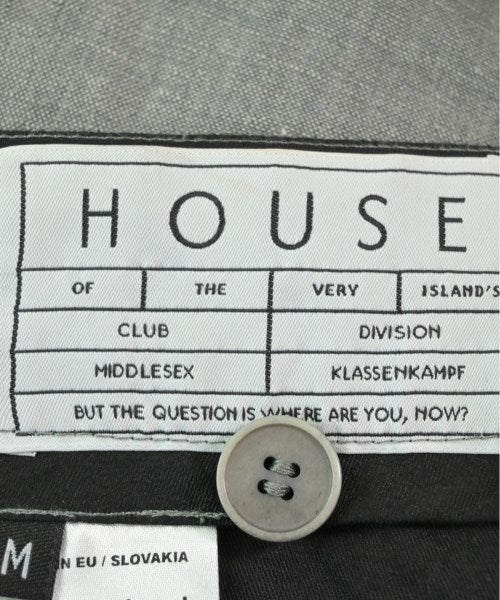 HOUSE
OF THE VERY ISLAND'S
CLUB DIVISION
MIDDLESEX KLASSENKAMPF
BUT THE QUESTION IS WHERE ARE YOU, NOW?
M
N EU / SLOVAKIA